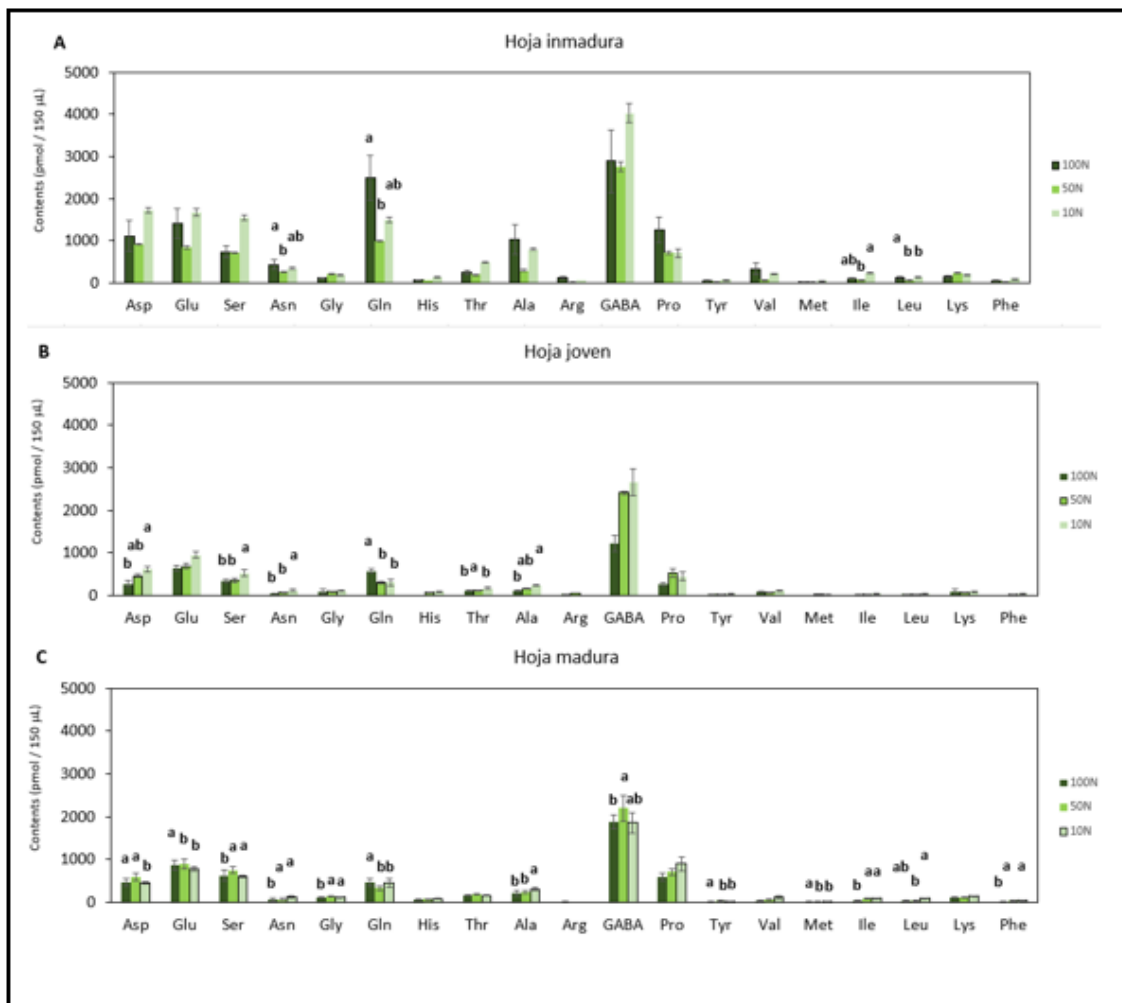 A
Hoja inmadura
Contents (pmol / 150 µL)
5000
4000
3000
2000
1000
0
a b ab
a b ab
ab b a
a b b
Asp Glu Ser Asn Gly Gln His Thr Ala Arg GABA Pro Tyr Val Met Ile Leu Lys Phe
100N
50N
10N
B
Hoja joven
Contents (pmol / 150 µL)
5000
4000
3000
2000
1000
0
b ab a
bb a
b b a
a b b
b a b
b ab a
Asp Glu Ser Asn Gly Gln His Thr Ala Arg GABA Pro Tyr Val Met Ile Leu Lys Phe
100N
50N
10N
C
Hoja madura
Contents (pmol / 150 µL)
5000
4000
3000
2000
1000
0
a a b
a b b
b a a
b a a
b a a
a bb
b b a
b a ab
a bb
a bb
b aa
ab b a
b a a
Asp Glu Ser Asn Gly Gln His Thr Ala Arg GABA Pro Tyr Val Met Ile Leu Lys Phe
100N
50N
10N